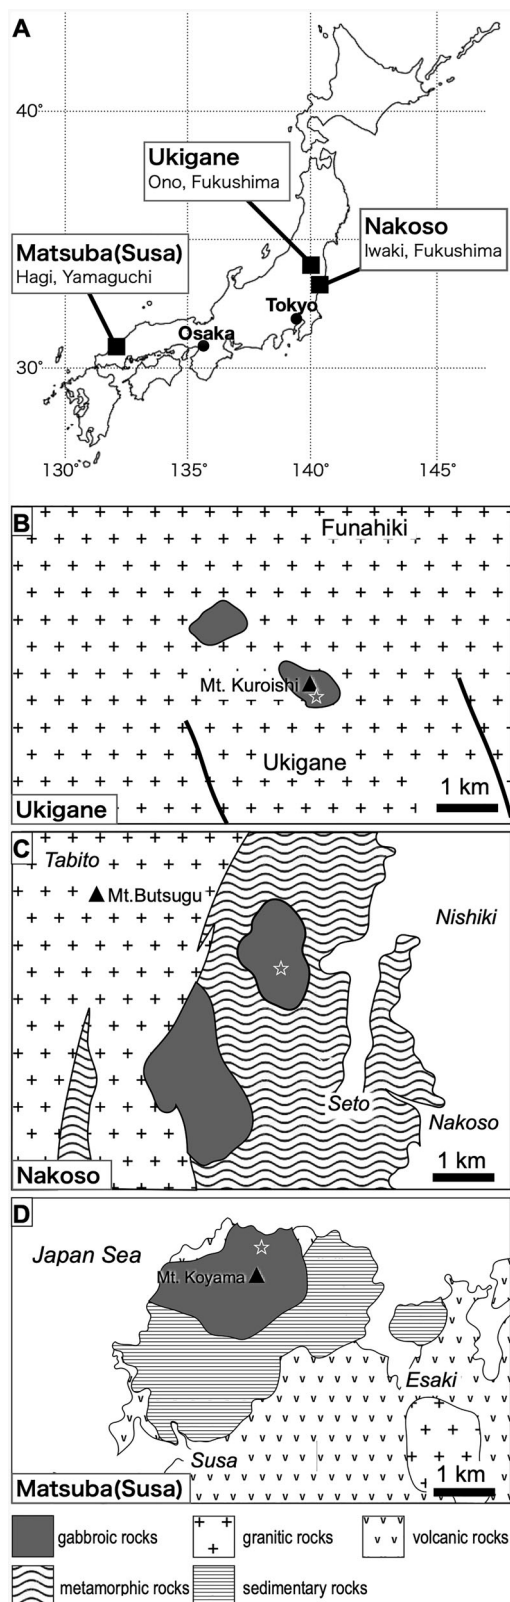 A
40°
Ukigane
Ono, Fukushima
Nakoso
Iwaki, Fukushima
Matsuba(Susa)
Hagi, Yamaguchi
Tokyo
Osaka
30°
130° 135° 140° 145°
B
Funahiki
Mt. Kuroishi
Ukigane
1 km
Ukigane
C
Tabito
Mt.Butsugu
Nishiki
Seto
Nakoso
1 km
Nakoso
D
Japan Sea
Mt. Koyama
Esaki
Susa
1 km
Matsuba(Susa)
gabbroic rocks granitic rocks volcanic rocks
metamorphic rocks sedimentary rocks